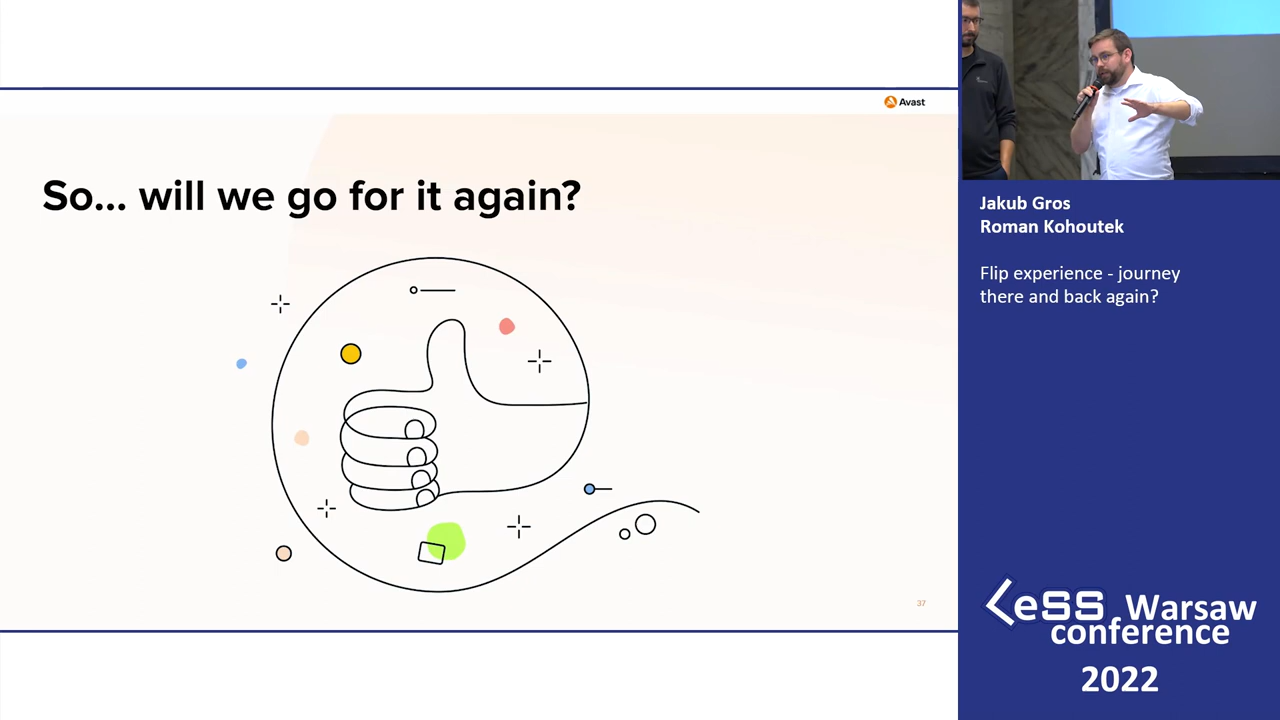 Avast
So... will we go for it again?
37
Jakub Gros
Roman Kohoutek
Flip experience - journey
there and back again?
LeSS Warsaw
conference
2022